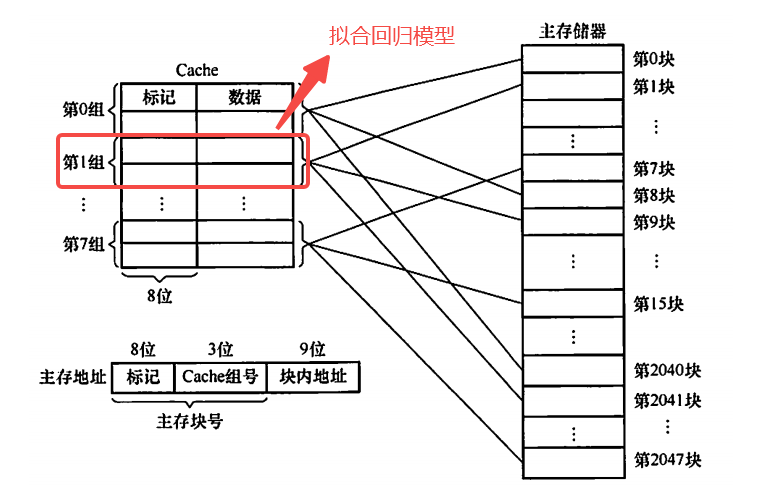 拟合回归模型
主存储器
Cache
标记 数据
第0组
第1组
⋮ ⋮ ⋮
第7组
8位
第0块
第1块
⋮ ⋮
第7块
第8块
第9块
⋮ ⋮
第15块
⋮
第2040块
第2041块
⋮ ⋮
第2047块
8位 3位 9位
主存地址 标记 Cache组号 块内地址
主存块号